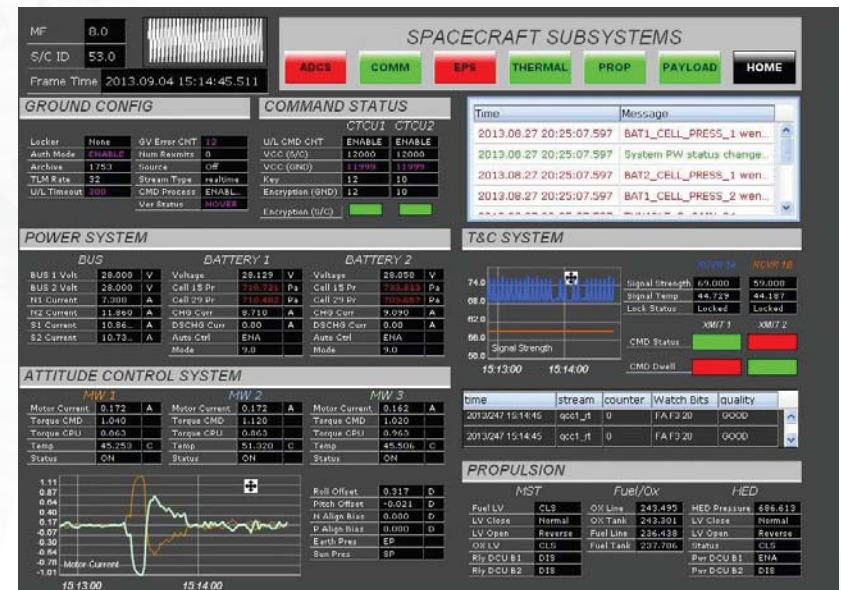 MF 8.0
S/C ID 53.0
Frame Time 2013.09.04 15:14:45.511
SPACECRAFT SUBSYSTEMS
ADCS COMM EPS THERMAL PROP PAYLOAD HOME
GROUND CONFIG
Locker None GV Error CNT 12
Auth Mode ENABLE Num Rexmits 0
Archive 1753 Source Off
TLM Rate 32 Stream Type realtime
U/L Timeout 300 CMD Process ENABL...
Ver Status NOVER
COMMAND STATUS
CTCU1 CTCU2
U/L CMD CNT ENABLE ENABLE
VCC (S/C) 12000 12000
VCC (GND) 11999 11999
Key 12 10
Encryption (GND) 12 10
Encryption (S/C)
Time Message
2013.08.27 20:25:07.597 BAT1_CELL_PRESS_1 wen...
2013.08.27 20:25:07.597 System PW status change...
2013.08.27 20:25:07.597 BAT2_CELL_PRESS_1 wen...
2013.08.27 20:25:07.597 BAT1_CELL_PRESS_2 wen...
POWER SYSTEM
BUS
BUS 1 Volt 28.000 V
BUS 2 Volt 28.000 V
N1 Current 7.300 A
N2 Current 11.860 A
S1 Current 10.86...
S2 Current 10.73... A
BATTERY 1
Voltage 28.129 V
Cell 15 Pr Pa
Cell 29 Pr Pa
CHG Curr 8.710 A
DSCHG Curr 0.00 A
Auto Ctrl ENA
Mode 9.0
BATTERY 2
Voltage 28.050 V
Cell 15 Pr Pa
Cell 29 Pr Pa
CHG Curr 9.090 A
DSCHG Curr 0.00 A
Auto Ctrl ENA
Mode 9.0
T&C SYSTEM
74.0
68.0
62.0
56.0
50.0
Signal Strength
15:13:00 15:14:00
RCVR 1A RCVR 1B
Signal Strength 69.000 59.000
Signal Temp 44.729 44.187
Lock Status Locked Locked
XMIT 1 XMIT 2
CMD Status
CMD Dwell
ATTITUDE CONTROL SYSTEM
MW 1
Motor Current 0.172 A
Torque CMD 1.040
Torque CPU 0.063
Temp 45.253 C
Status ON
MW 2
Motor Current 0.172 A
Torque CMD 1.120
Torque CPU 0.063
Temp 51.320 C
Status ON
MW 3
Motor Current 0.162 A
Torque CMD 1.020
Torque CPU 0.963
Temp 45.506 C
Status ON
1.11
0.87
0.64
0.40
0.17
-0.07
-0.30
-0.54
-0.78
-1.01
Motor Current
15:13:00 15:14:00
Roll Offset 0.317 D
Pitch Offset -0.021 D
N Align Bias 0.000 D
P Align Bias 0.000 D
Earth Pres EP
Sun Pres SP
time stream counter Watch Bits quality
2013/247 15:14:45 qcc1_rt 0 FA F3 20 GOOD
2013/247 15:14:45 qcc1_rt 0 FA F3 20 GOOD
PROPULSION
MST
Fuel LV CLS
LV Close Normal
LV Open Reverse
OX LV CLS
Rly DCU B1 DIS
Rly DCU B2 DIS
Fuel/Ox
OX Line 243.495
OX Tank 243.301
Fuel Line 236.438
Fuel Tank 237.706
HED
HED Pressure 686.613
LV Close Normal
LV Open Reverse
Status CLS
Pwr DCU B1 ENA
Pwr DCU B2 DIS